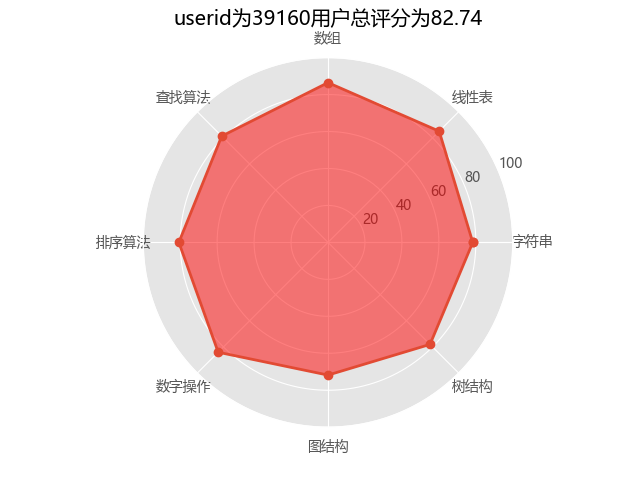 userid为39160用户总评分为82.74
数组
查找算法
线性表
100
80
60
40
20
排序算法
字符串
数字操作
树结构
图结构